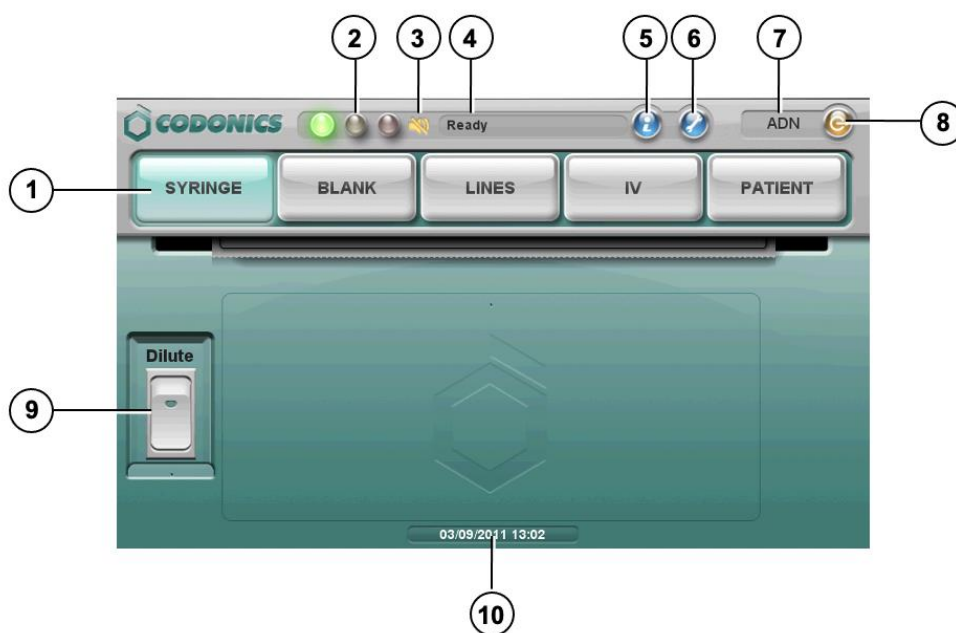 2 3 4 5 6 7
CODONICS Ready ADN 8
1 SYRINGE BLANK LINES IV PATIENT
Dilute
9
03/09/2011 13:02
10